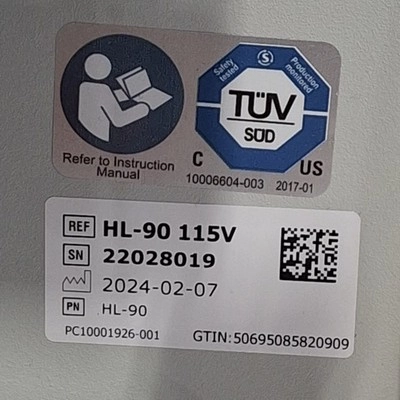 Safety tested
Production monitored
TÜV
SÜD
C US
Refer to Instruction Manual
10006604-003 2017-01
REF HL-90 115V
SN 22028019
2024-02-07
PN HL-90
PC10001926-001
GTIN:50695085820909